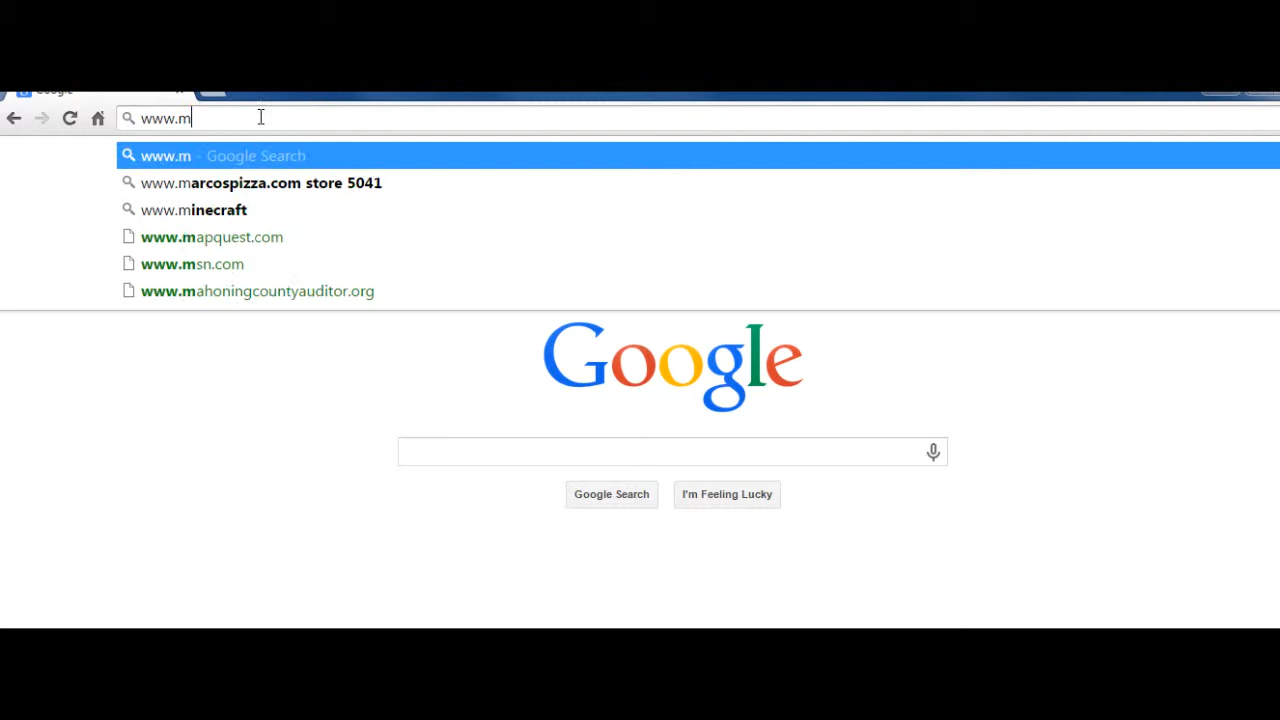 Google
www.m
www.m - Google Search
www.marcospizza.com store 5041
www.minecraft
www.mapquest.com
www.msn.com
www.mahoningcountyauditor.org
Google
Google Search I'm Feeling Lucky